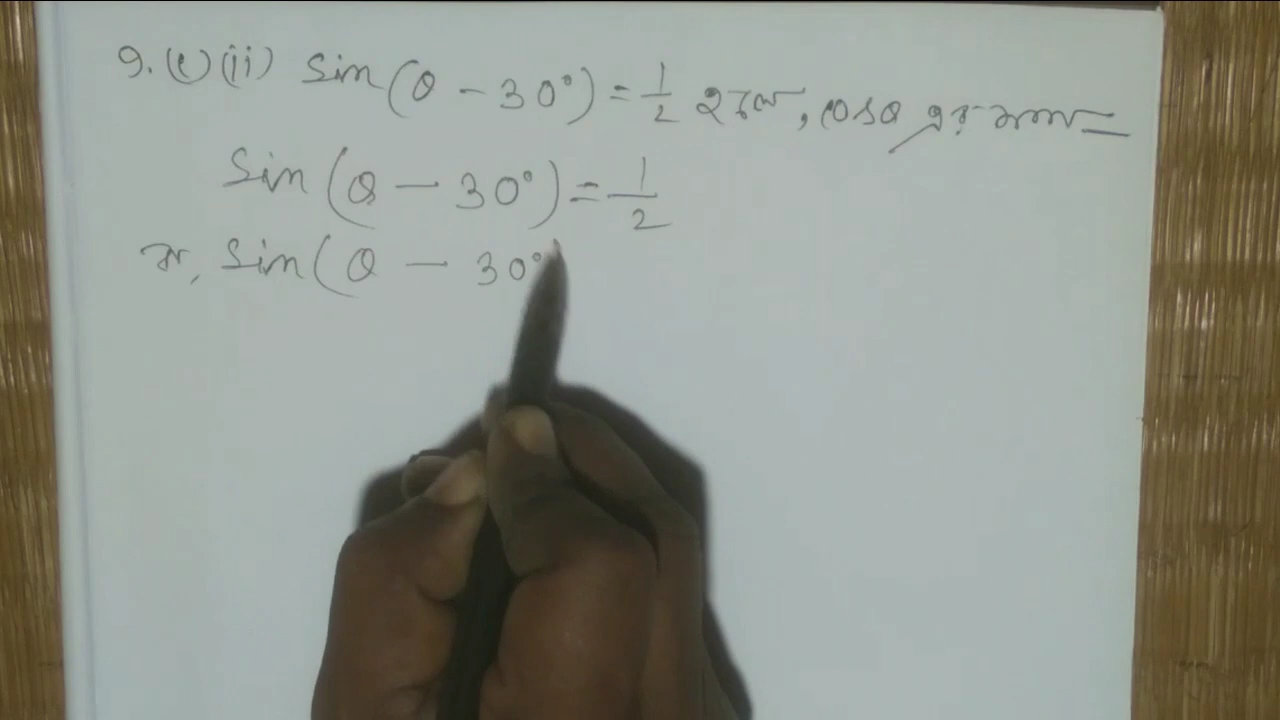 9. (i) (ii) Sin(θ - 30°) = 1/2 হলে, cosθ এর মান =
Sin(θ - 30°) = 1/2
বা, Sin(θ - 30°